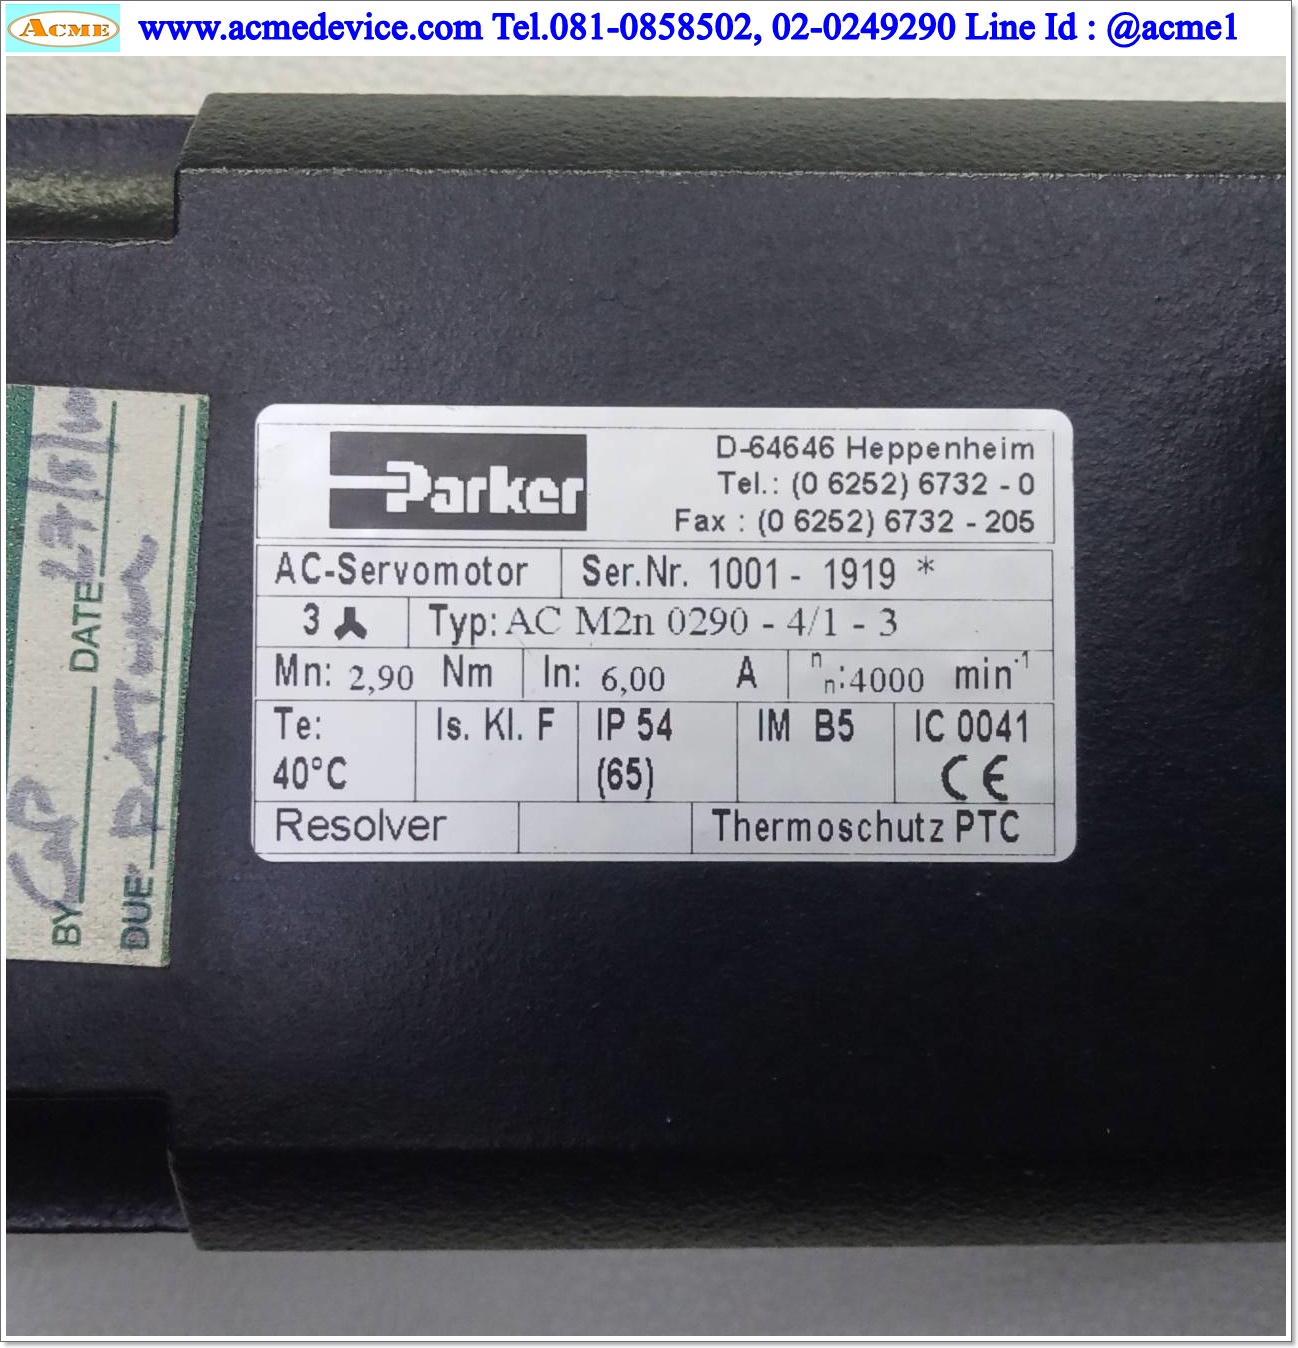 ACME www.acmedevice.com Tel.081-0858502, 02-0249290 Line Id : @acme1
Parker
D-64646 Heppenheim
Tel.: (0 6252) 6732 - 0
Fax : (0 6252) 6732 - 205
AC-Servomotor Ser.Nr. 1001 - 1919 *
3 Typ: AC M2n 0290 - 4/1 - 3
Mn: 2,90 Nm In: 6,00 A nn: 4000 min-1
Te: Is. Kl. F IP 54 IM B5 IC 0041
40°C (65) CE
Resolver Thermoschutz PTC
BY DATE
DUE